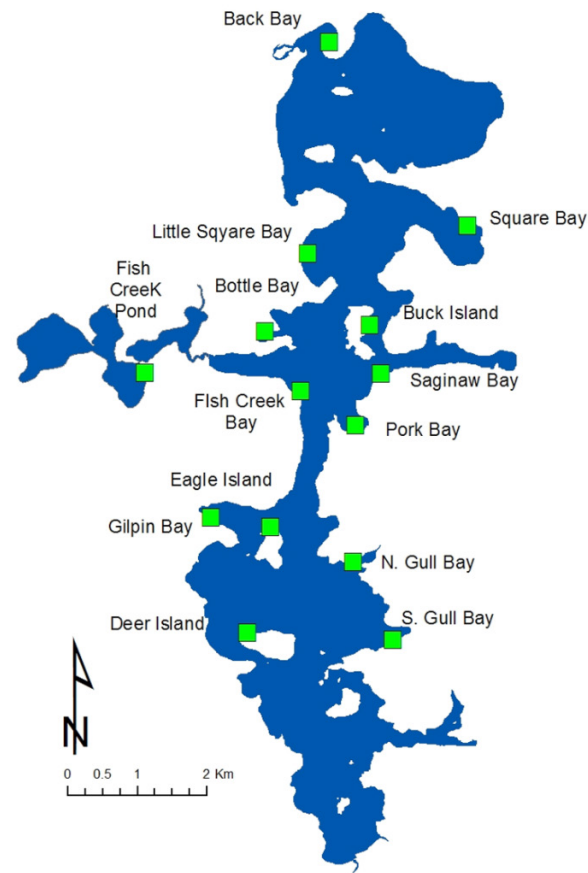 Back Bay
Square Bay
Little Sqyare Bay
Fish
CreeK
Pond
Bottle Bay
Buck Island
Saginaw Bay
FIsh Creek
Bay
Pork Bay
Eagle Island
Gilpin Bay
N. Gull Bay
Deer Island
S. Gull Bay
N
0 0.5 1 2 Km